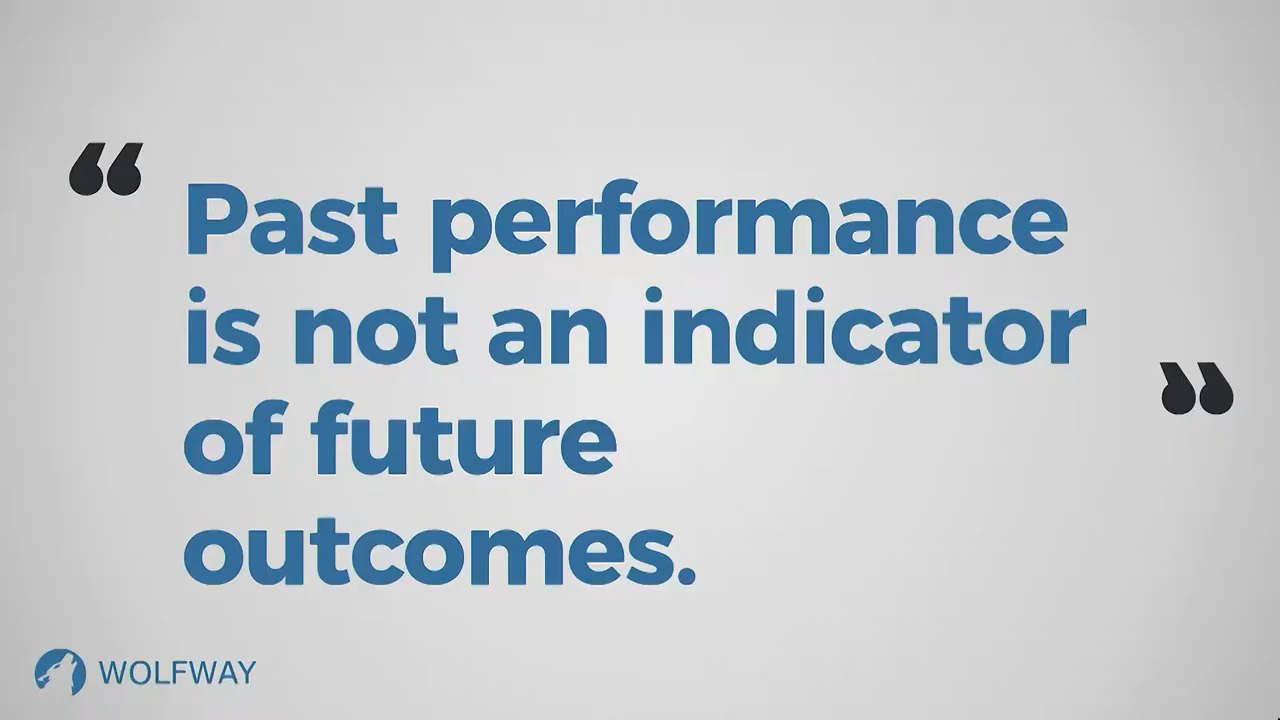 “Past performance
is not an indicator
of future
outcomes.”
WOLFWAY